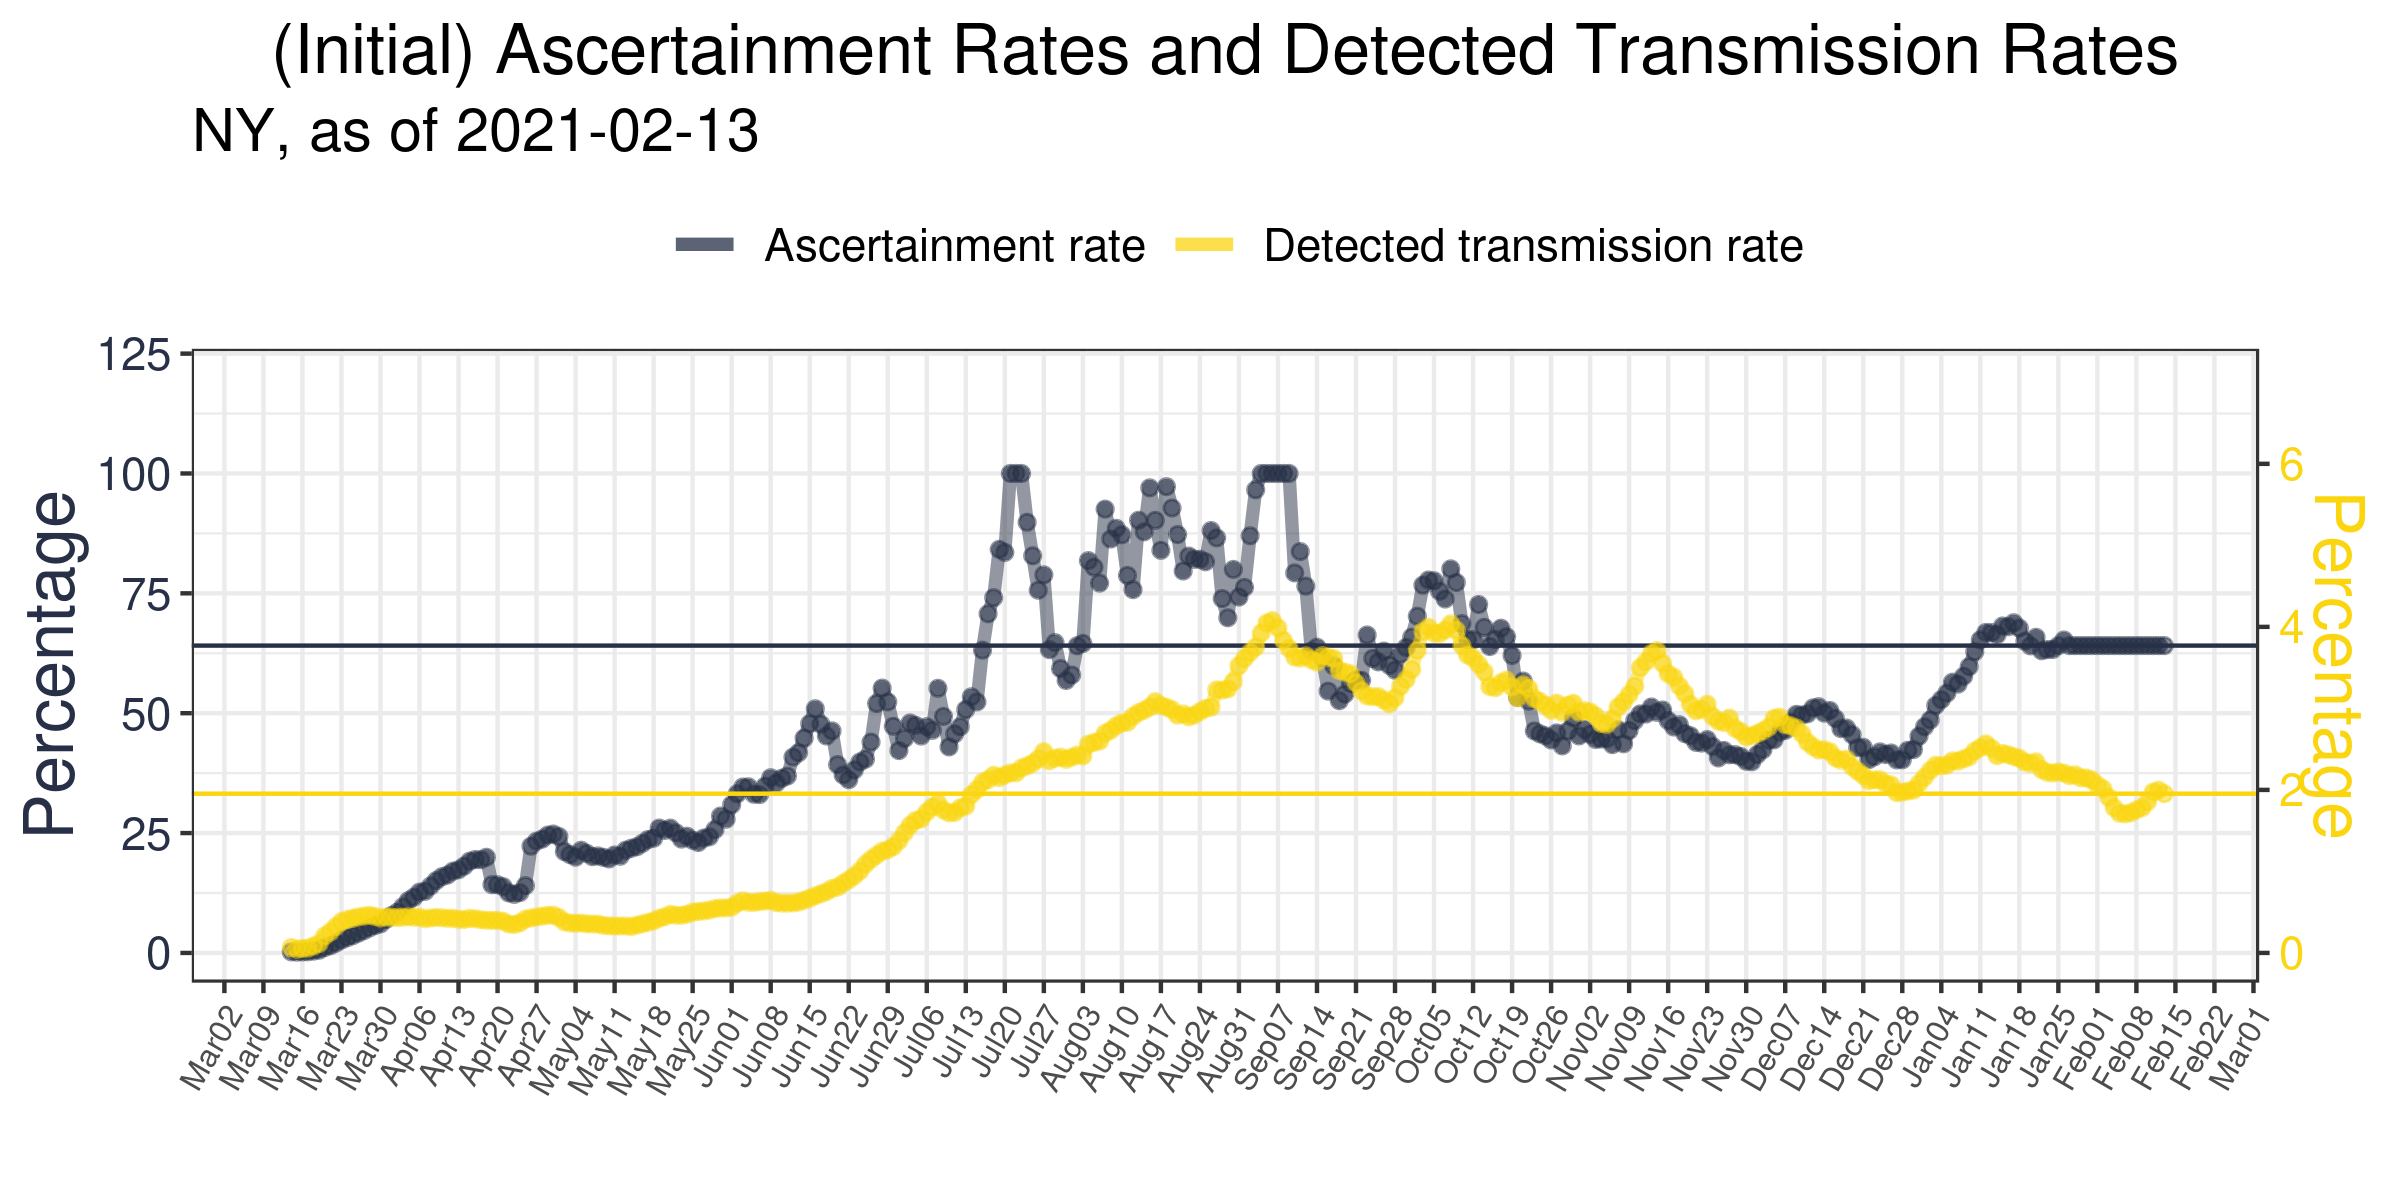 (Initial) Ascertainment Rates and Detected Transmission Rates
NY, as of 2021-02-13
Ascertainment rate
Detected transmission rate
Percentage
125
100
75
50
25
0
6
4
2
0
Percentage
Mar02
Mar09
Mar16
Mar23
Mar30
Apr06
Apr13
Apr20
Apr27
May04
May11
May18
May25
Jun01
Jun08
Jun15
Jun22
Jun29
Jul06
Jul13
Jul20
Jul27
Aug03
Aug10
Aug17
Aug24
Aug31
Sep07
Sep14
Sep21
Sep28
Oct05
Oct12
Oct19
Oct26
Nov02
Nov09
Nov16
Nov23
Nov30
Dec07
Dec14
Dec21
Dec28
Jan04
Jan11
Jan18
Jan25
Feb01
Feb08
Feb15
Feb22
Mar01